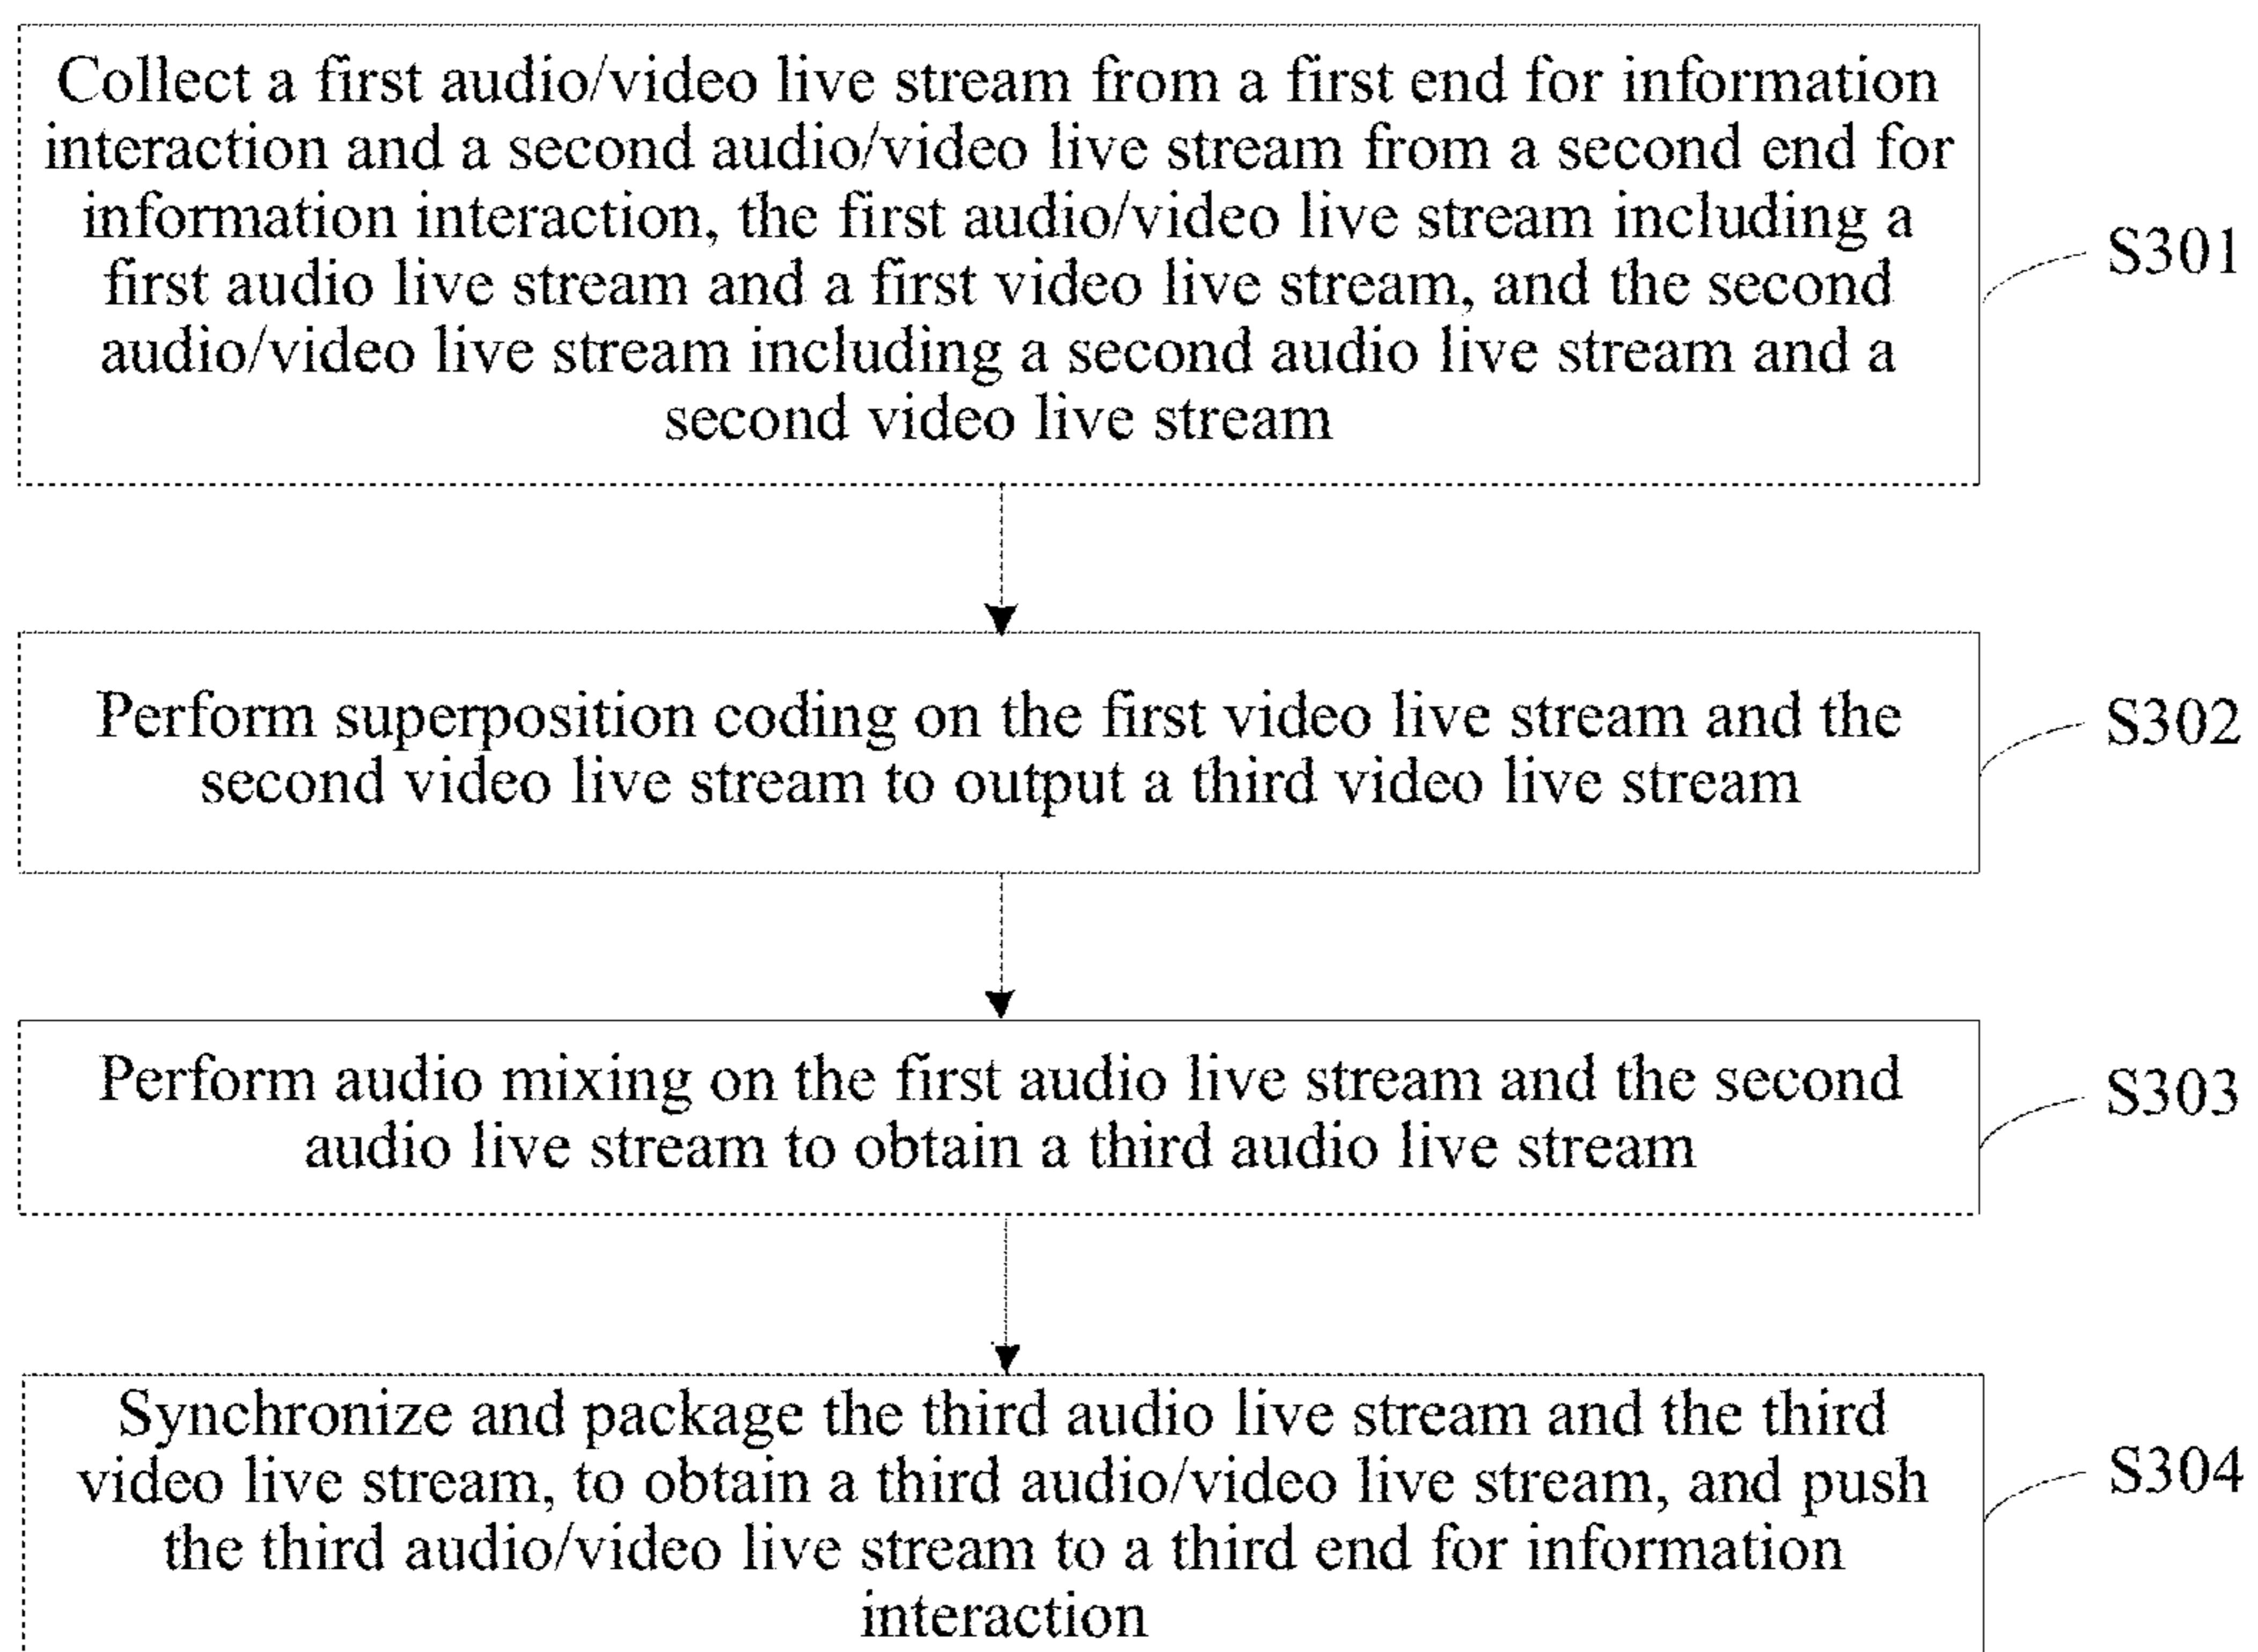 Collect a first audio/video live stream from a first end for information
interaction and a second audio/video live stream from a second end for
information interaction, the first audio/video live stream including a
first audio live stream and a first video live stream, and the second
audio/video live stream including a second audio live stream and a
second video live stream
S301
Perform superposition coding on the first video live stream and the
second video live stream to output a third video live stream
S302
Perform audio mixing on the first audio live stream and the second
audio live stream to obtain a third audio live stream
S303
Synchronize and package the third audio live stream and the third
video live stream, to obtain a third audio/video live stream, and push
the third audio/video live stream to a third end for information
interaction
S304